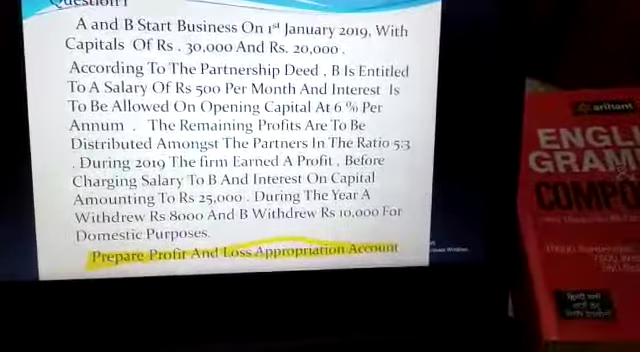 Question 1
A and B Start Business On 1st January 2019, With
Capitals Of Rs . 30,000 And Rs. 20,000 .
According To The Partnership Deed , B Is Entitled
To A Salary Of Rs 500 Per Month And Interest Is
To Be Allowed On Opening Capital At 6 % Per
Annum . The Remaining Profits Are To Be
Distributed Amongst The Partners In The Ratio 5:3
. During 2019 The firm Earned A Profit , Before
Charging Salary To B And Interest On Capital
Amounting To Rs 25,000 . During The Year A
Withdrew Rs 8000 And B Withdrew Rs 10,000 For
Domestic Purposes.
Prepare Profit And Loss Appropriation Account
arihant
ENGL
GRAM
&
COMPO